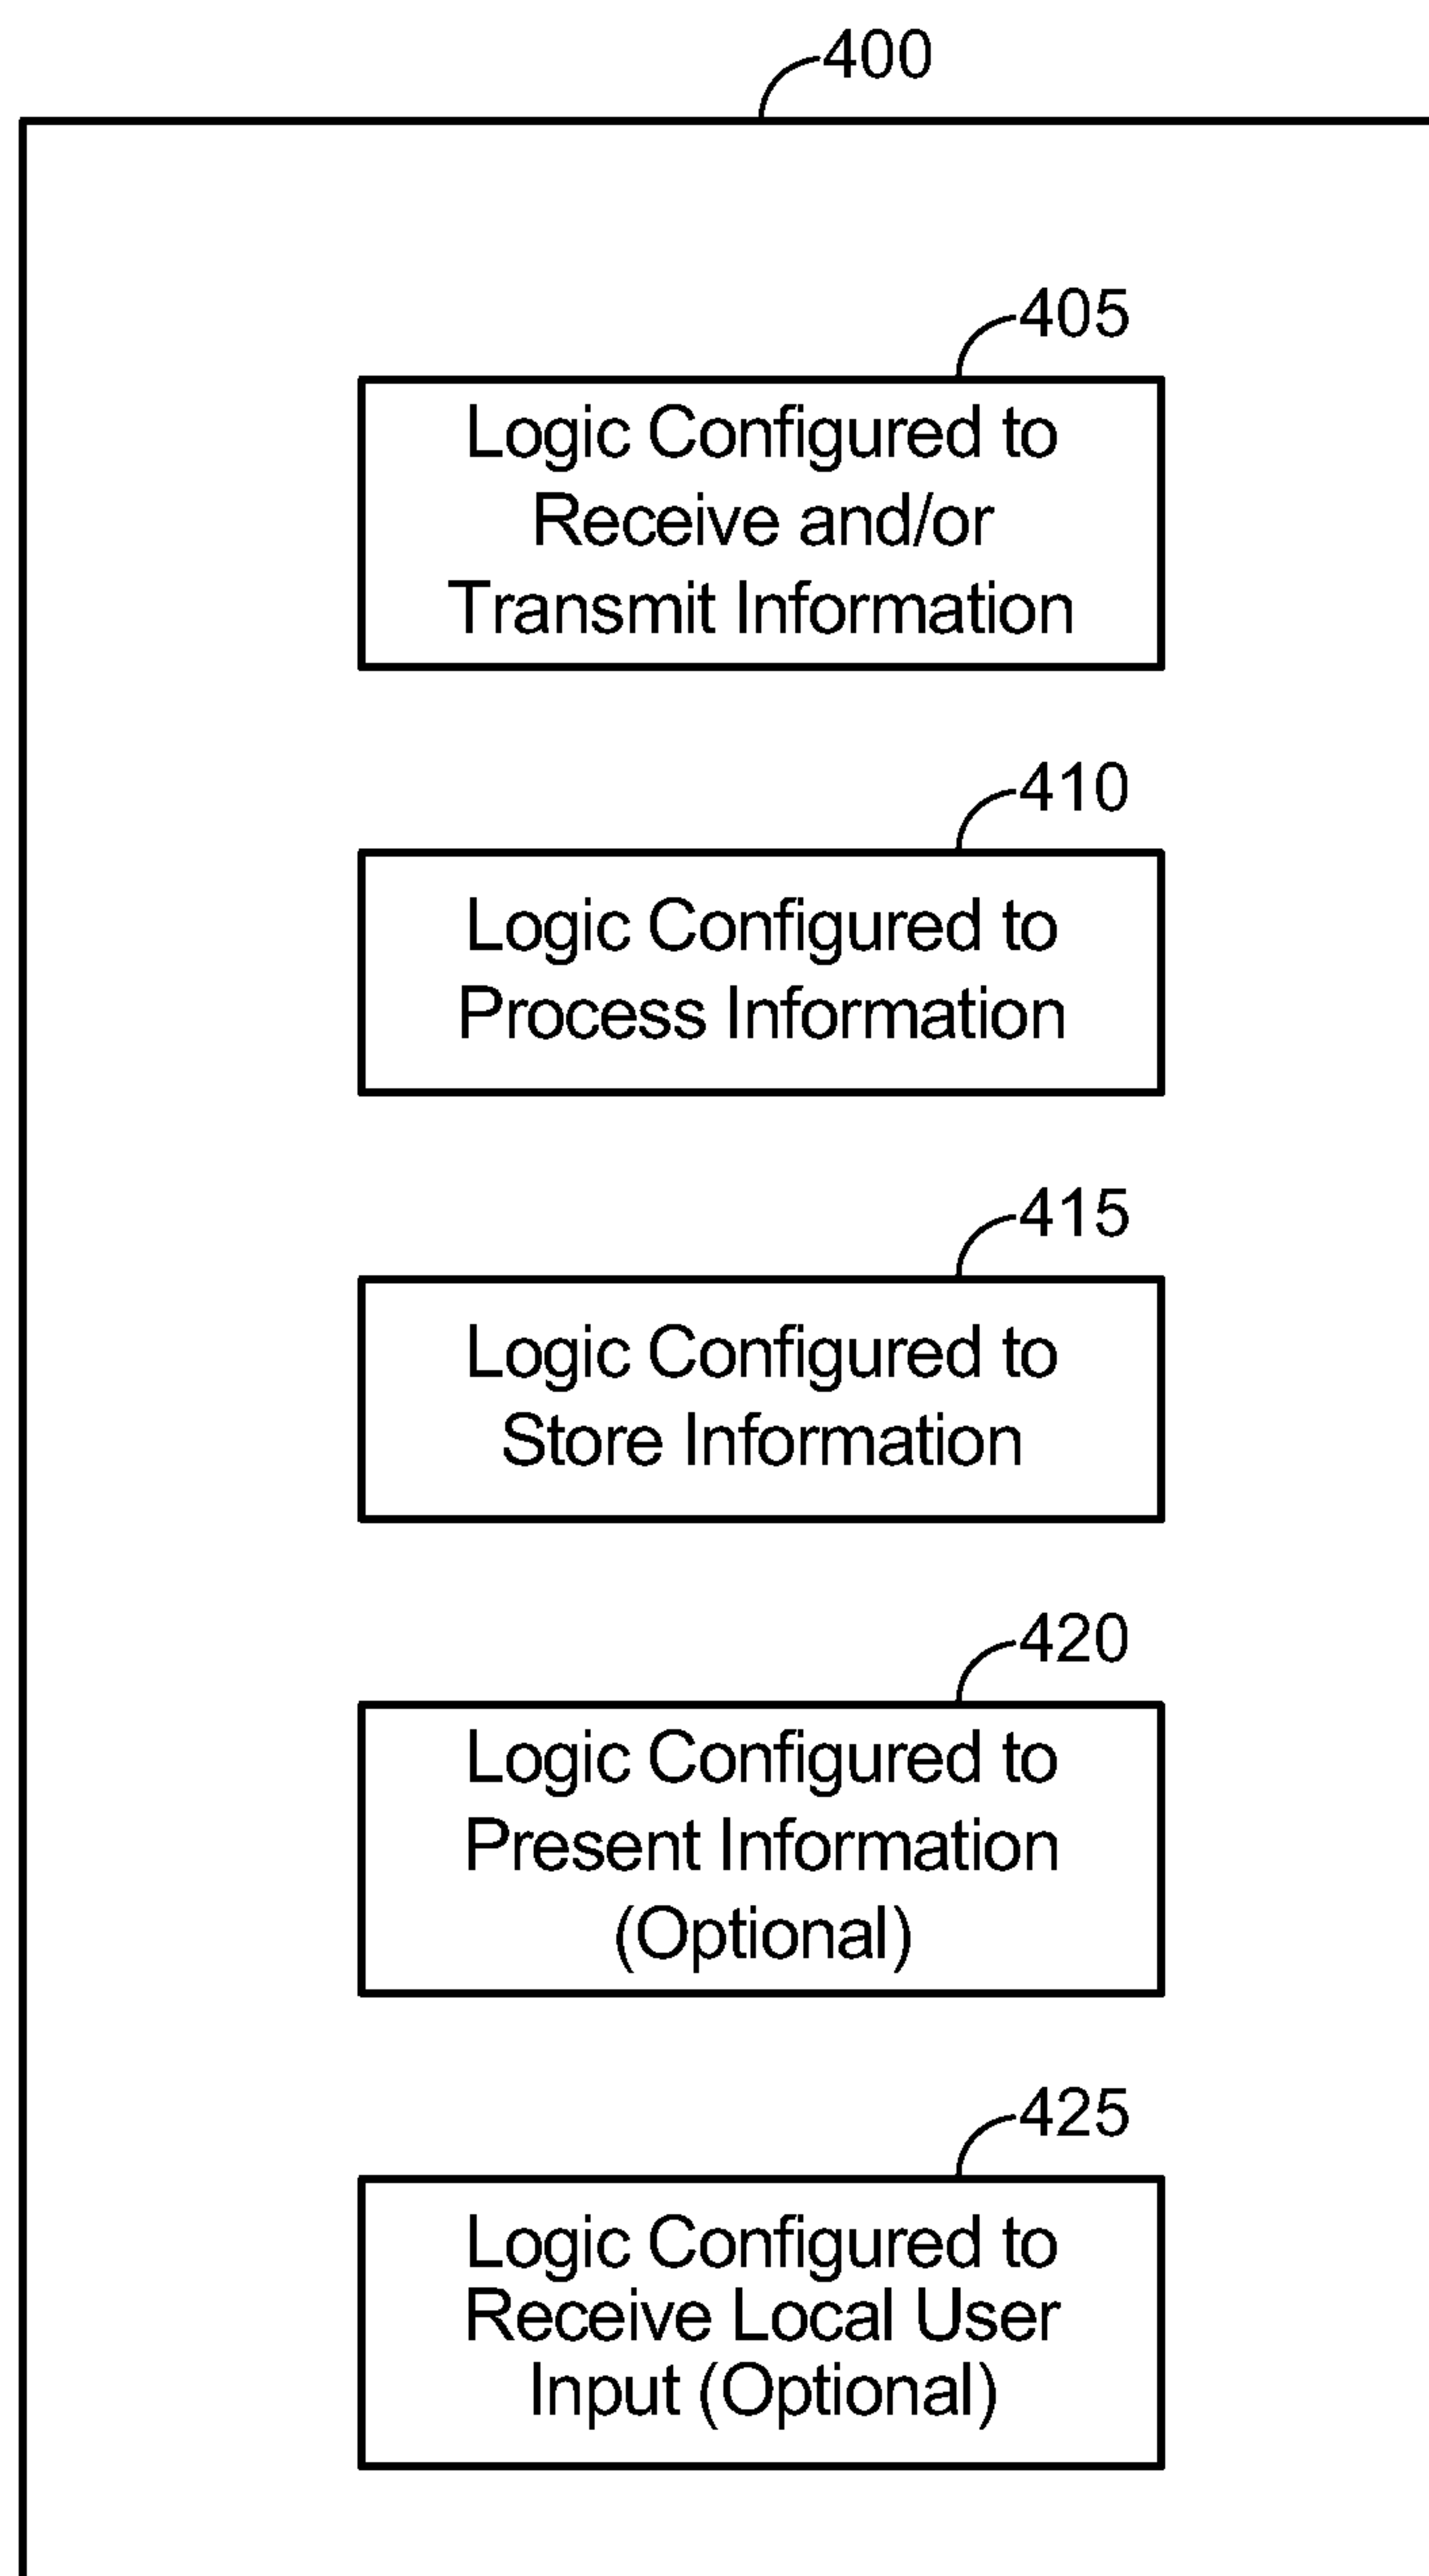 400
405
Logic Configured to
Receive and/or
Transmit Information
410
Logic Configured to
Process Information
415
Logic Configured to
Store Information
420
Logic Configured to
Present Information
(Optional)
425
Logic Configured to
Receive Local User
Input (Optional)